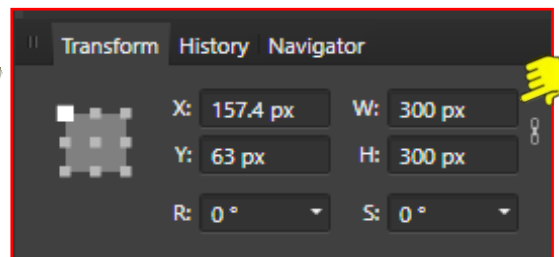 Transform History Navigator
X: 157.4 px W: 300 px
Y: 63 px H: 300 px
R: 0 ° S: 0 °